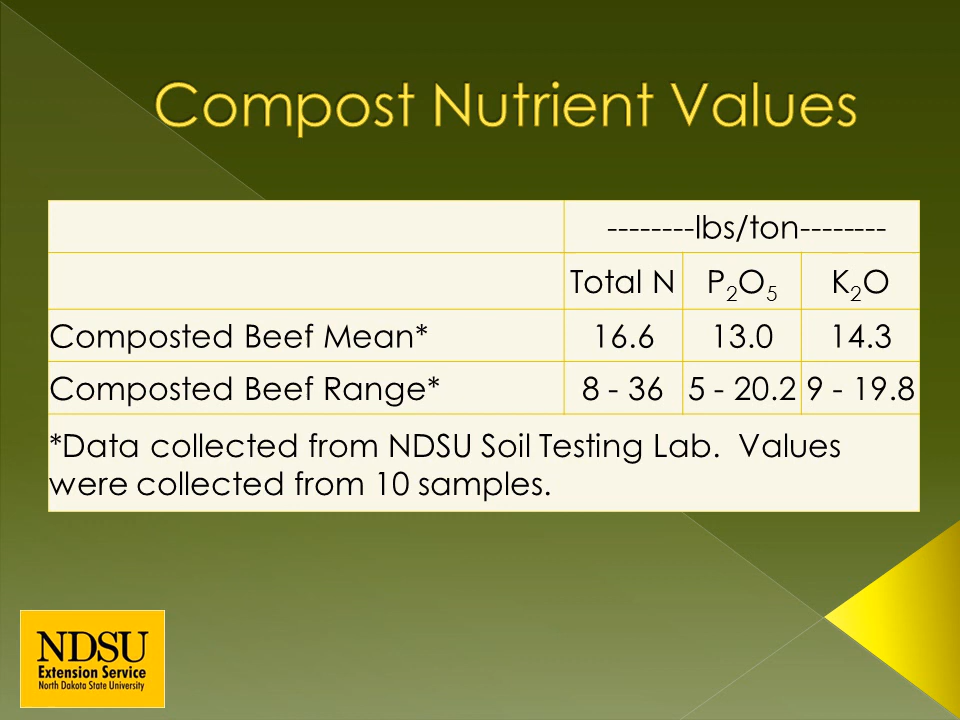 Compost Nutrient Values
--------lbs/ton--------
Total N P₂O₅ K₂O
Composted Beef Mean* 16.6 13.0 14.3
Composted Beef Range* 8 - 36 5 - 20.2 9 - 19.8
*Data collected from NDSU Soil Testing Lab.  Values
were collected from 10 samples.
NDSU
Extension Service
North Dakota State University